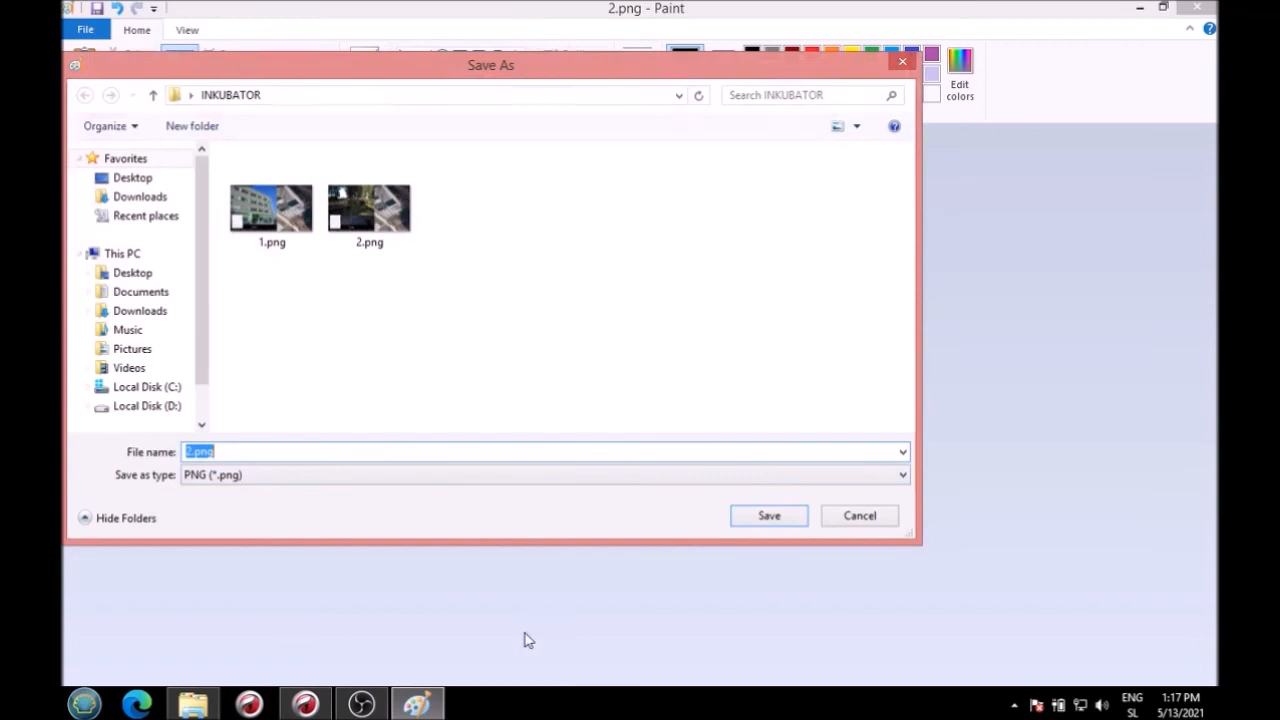 2.png - Paint
File
Home
View
Save As
Edit
colors
INKUBATOR
Search INKUBATOR
Organize
New folder
Favorites
Desktop
Downloads
Recent places
This PC
Desktop
Documents
Downloads
Music
Pictures
Videos
Local Disk (C:)
Local Disk (D:)
1.png
2.png
File name:
2.png
Save as type:
PNG (*.png)
Hide Folders
Save
Cancel
ENG
SL
1:17 PM
5/13/2021